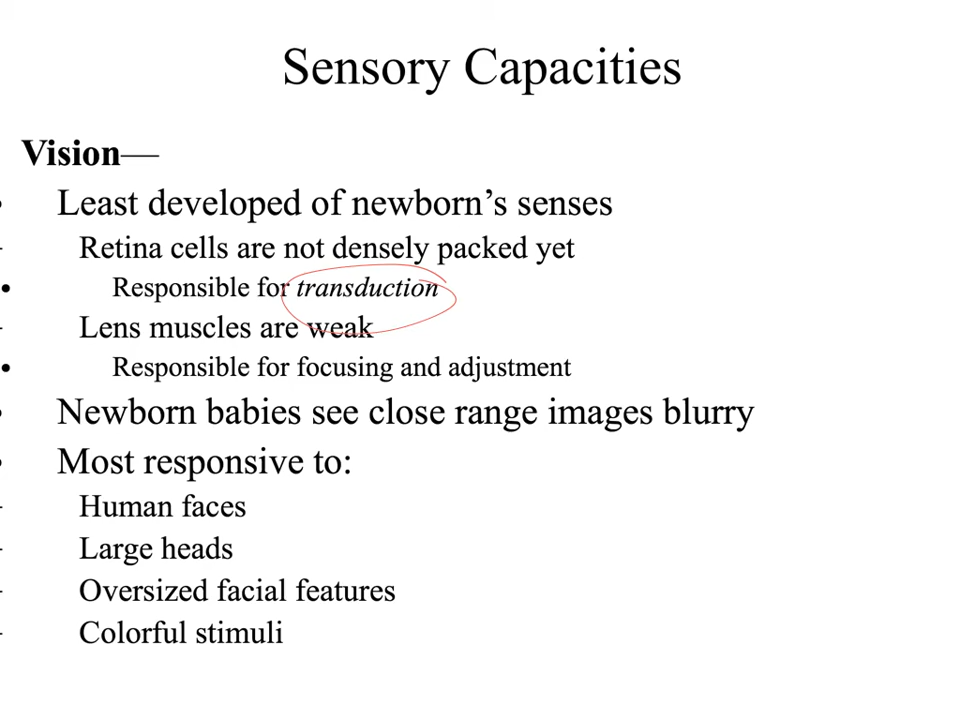 Sensory Capacities
Vision—
• Least developed of newborn’s senses
– Retina cells are not densely packed yet
• Responsible for transduction
– Lens muscles are weak
• Responsible for focusing and adjustment
• Newborn babies see close range images blurry
• Most responsive to:
– Human faces
– Large heads
– Oversized facial features
– Colorful stimuli